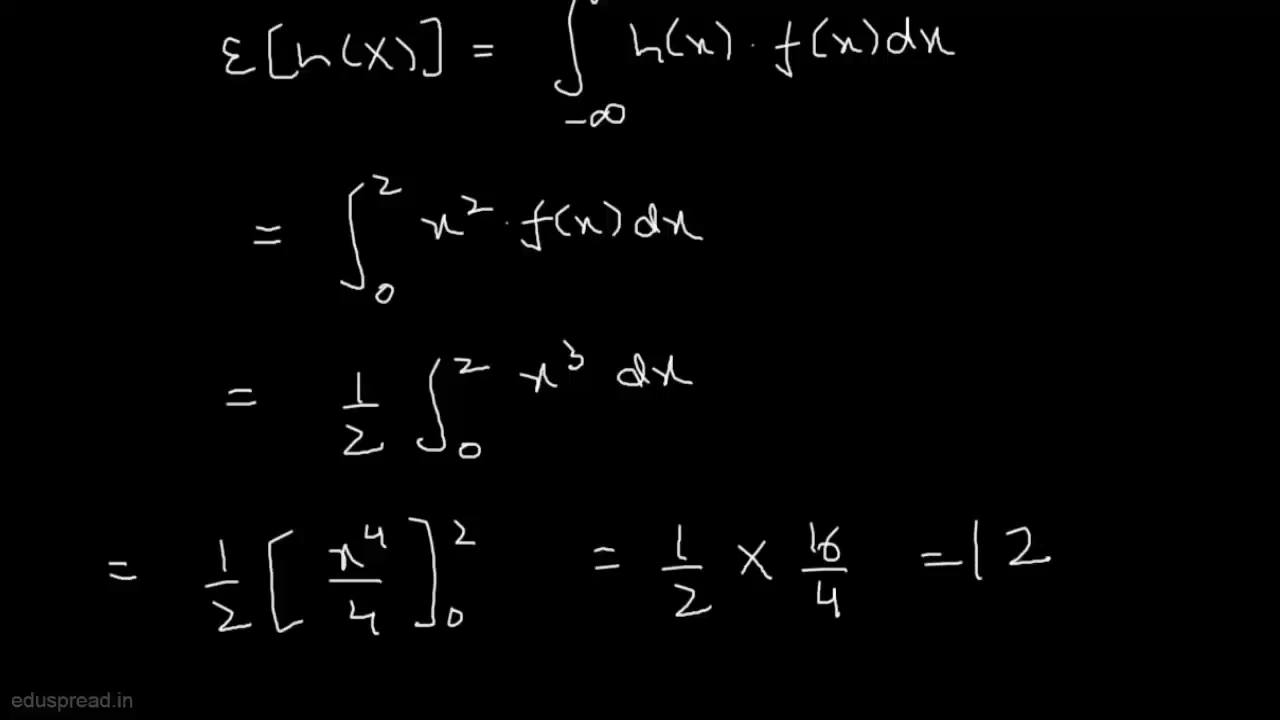 ε[h(X)] = ∫_{-∞} h(x) · f(x) dx
= ∫_0^2 x^2 · f(x) dx
= 1/2 ∫_0^2 x^3 dx
= 1/2 [x^4/4]_0^2 = 1/2 × 16/4 = | 2
eduspread.in